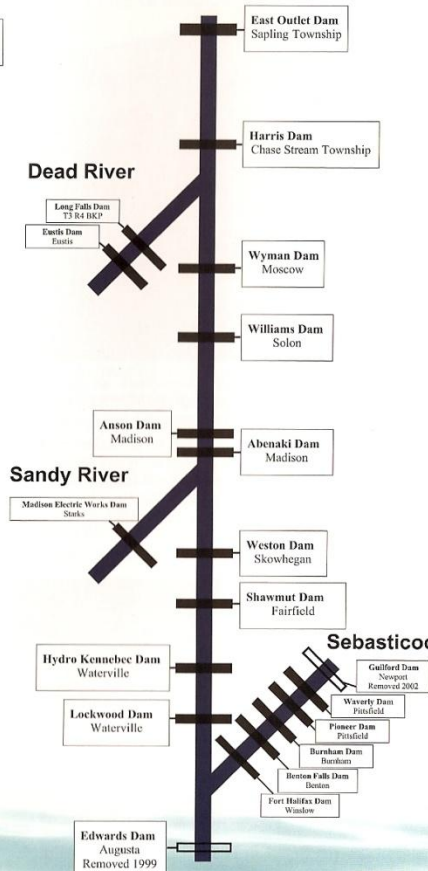 East Outlet Dam
Sapling Township
Harris Dam
Chase Stream Township
Dead River
Long Falls Dam
T3 R4 BKP
Eustis Dam
Eustis
Wyman Dam
Moscow
Williams Dam
Solon
Anson Dam
Madison
Abenaki Dam
Madison
Sandy River
Madison Electric Works Dam
Starks
Weston Dam
Skowhegan
Shawmut Dam
Fairfield
Sebasticoo
Hydro Kennebec Dam
Waterville
Guilford Dam
Newport
Removed 2002
Waverly Dam
Pittsfield
Lockwood Dam
Waterville
Pioneer Dam
Pittsfield
Burnham Dam
Burnham
Benton Falls Dam
Benton
Fort Halifax Dam
Winslow
Edwards Dam
Augusta
Removed 1999